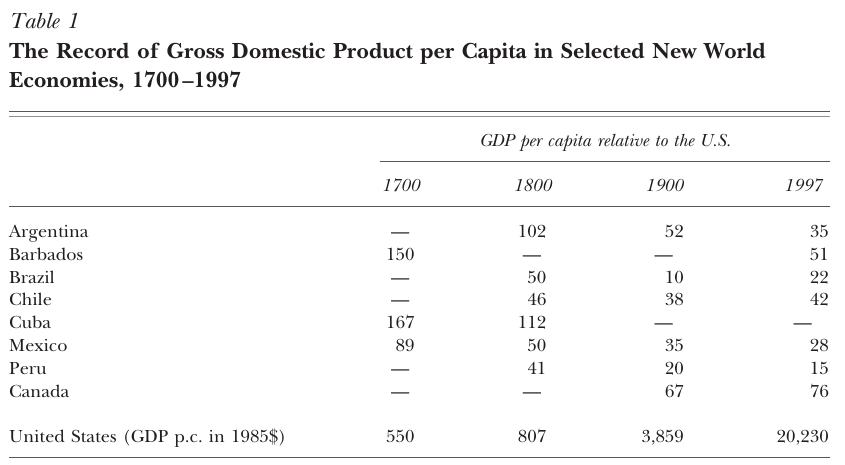 Table 1
The Record of Gross Domestic Product per Capita in Selected New World
Economies, 1700–1997
GDP per capita relative to the U.S.
1700 1800 1900 1997
Argentina — 102 52 35
Barbados 150 — — 51
Brazil — 50 10 22
Chile — 46 38 42
Cuba 167 112 — —
Mexico 89 50 35 28
Peru — 41 20 15
Canada — — 67 76
United States (GDP p.c. in 1985$) 550 807 3,859 20,230